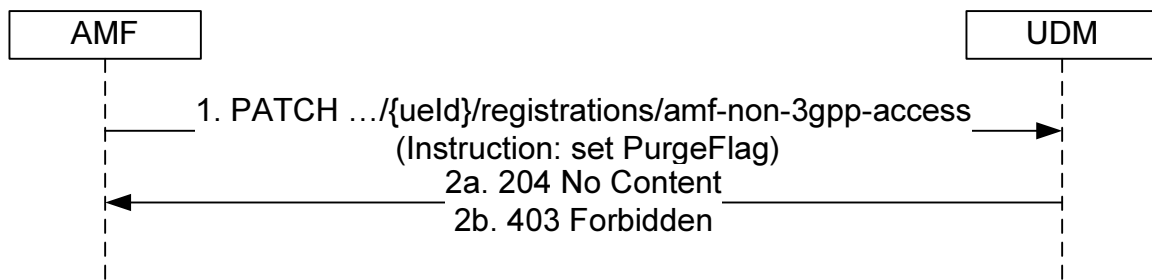 AMF
UDM
1. PATCH …/{ueId}/registrations/amf-non-3gpp-access
(Instruction: set PurgeFlag)
2a. 204 No Content
2b. 403 Forbidden